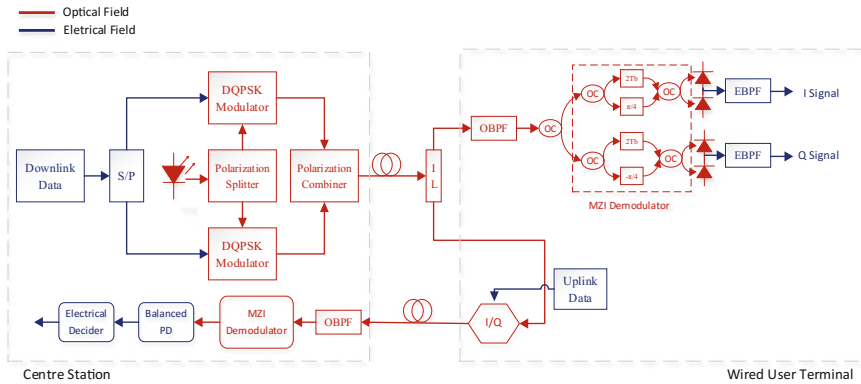 Optical Field
Eletrical Field
Downlink
Data
S/P
DQPSK
Modulator
Polarization
Splitter
DQPSK
Modulator
Polarization
Combiner
I
L
OBPF
OC
OC
2Tb
π/4
OC
OC
2Tb
-π/4
OC
MZI Demodulator
EBPF
I Signal
EBPF
Q Signal
Uplink
Data
I/Q
OBPF
MZI
Demodulator
Balanced
PD
Electrical
Decider
Centre Station
Wired User Terminal